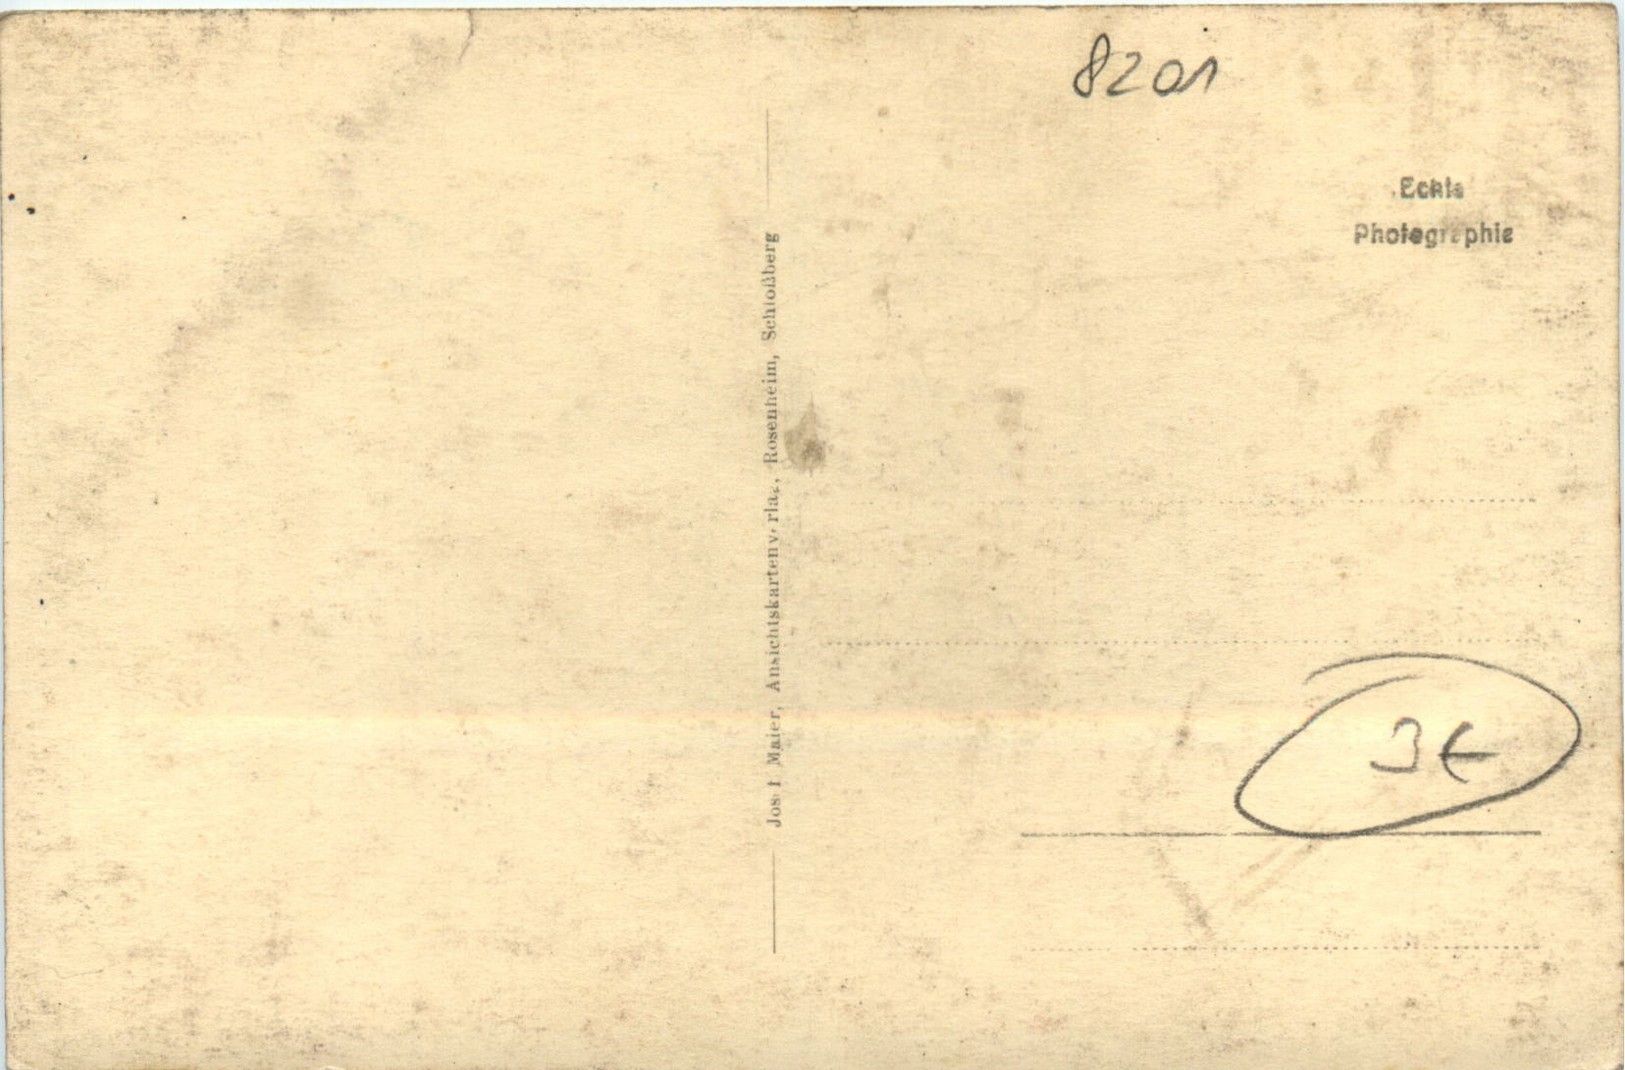 8201
Echte
Photographie
Josef Maier, Ansichtskartenverlag, Rosenheim, Schloßberg
3€